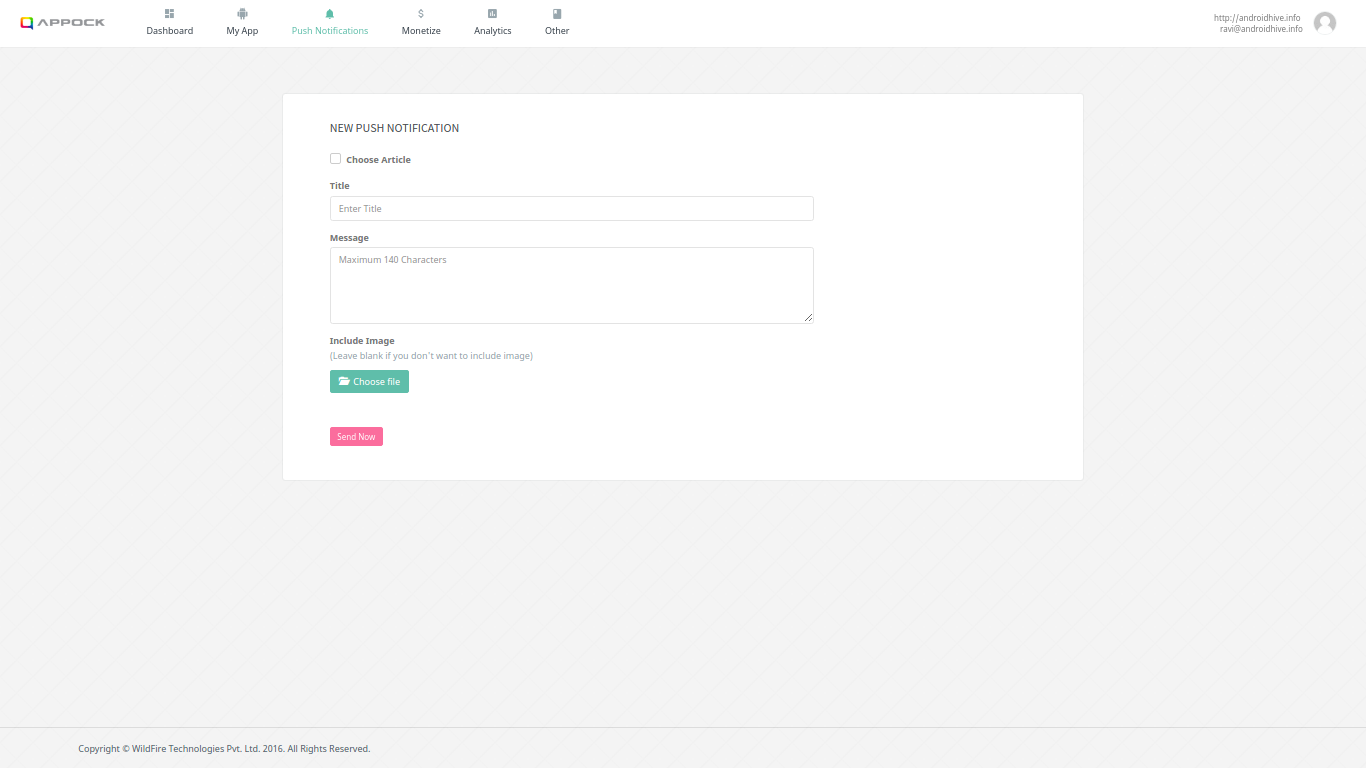 APPOCK
Dashboard
My App
Push Notifications
Monetize
Analytics
Other
http://androidhive.info
ravi@androidhive.info
NEW PUSH NOTIFICATION
Choose Article
Title
Enter Title
Message
Maximum 140 Characters
Include Image
(Leave blank if you don't want to include image)
Choose file
Send Now
Copyright © WildFire Technologies Pvt. Ltd. 2016. All Rights Reserved.